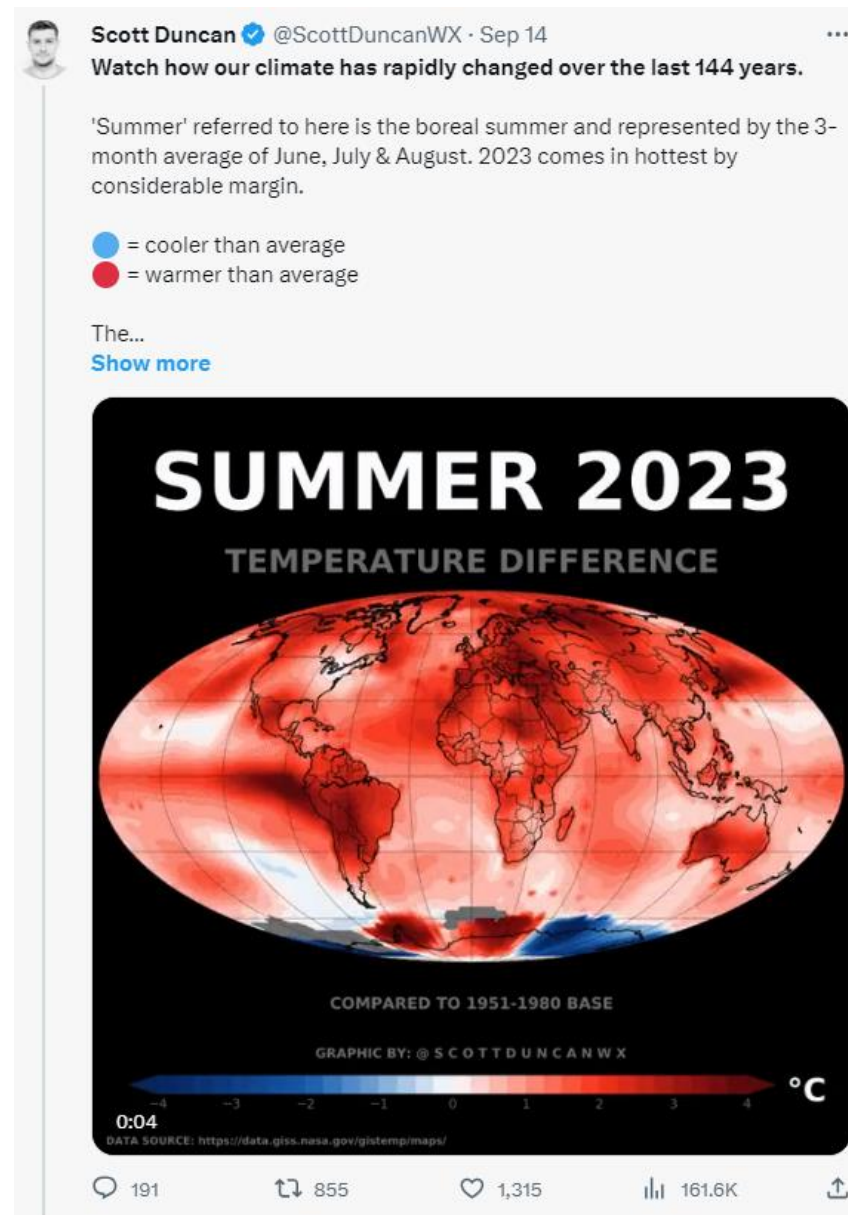 Scott Duncan @ScottDuncanWX · Sep 14
Watch how our climate has rapidly changed over the last 144 years.
'Summer' referred to here is the boreal summer and represented by the 3-
month average of June, July & August. 2023 comes in hottest by
considerable margin.
= cooler than average
= warmer than average
The...
Show more
SUMMER 2023
TEMPERATURE DIFFERENCE
COMPARED TO 1951-1980 BASE
GRAPHIC BY: @ S C O T T D U N C A N W X
°C
−4 −3 −2 −1 0 1 2 3 4
0:04
DATA SOURCE: https://data.giss.nasa.gov/gistemp/maps/
191 855 1,315 161.6K